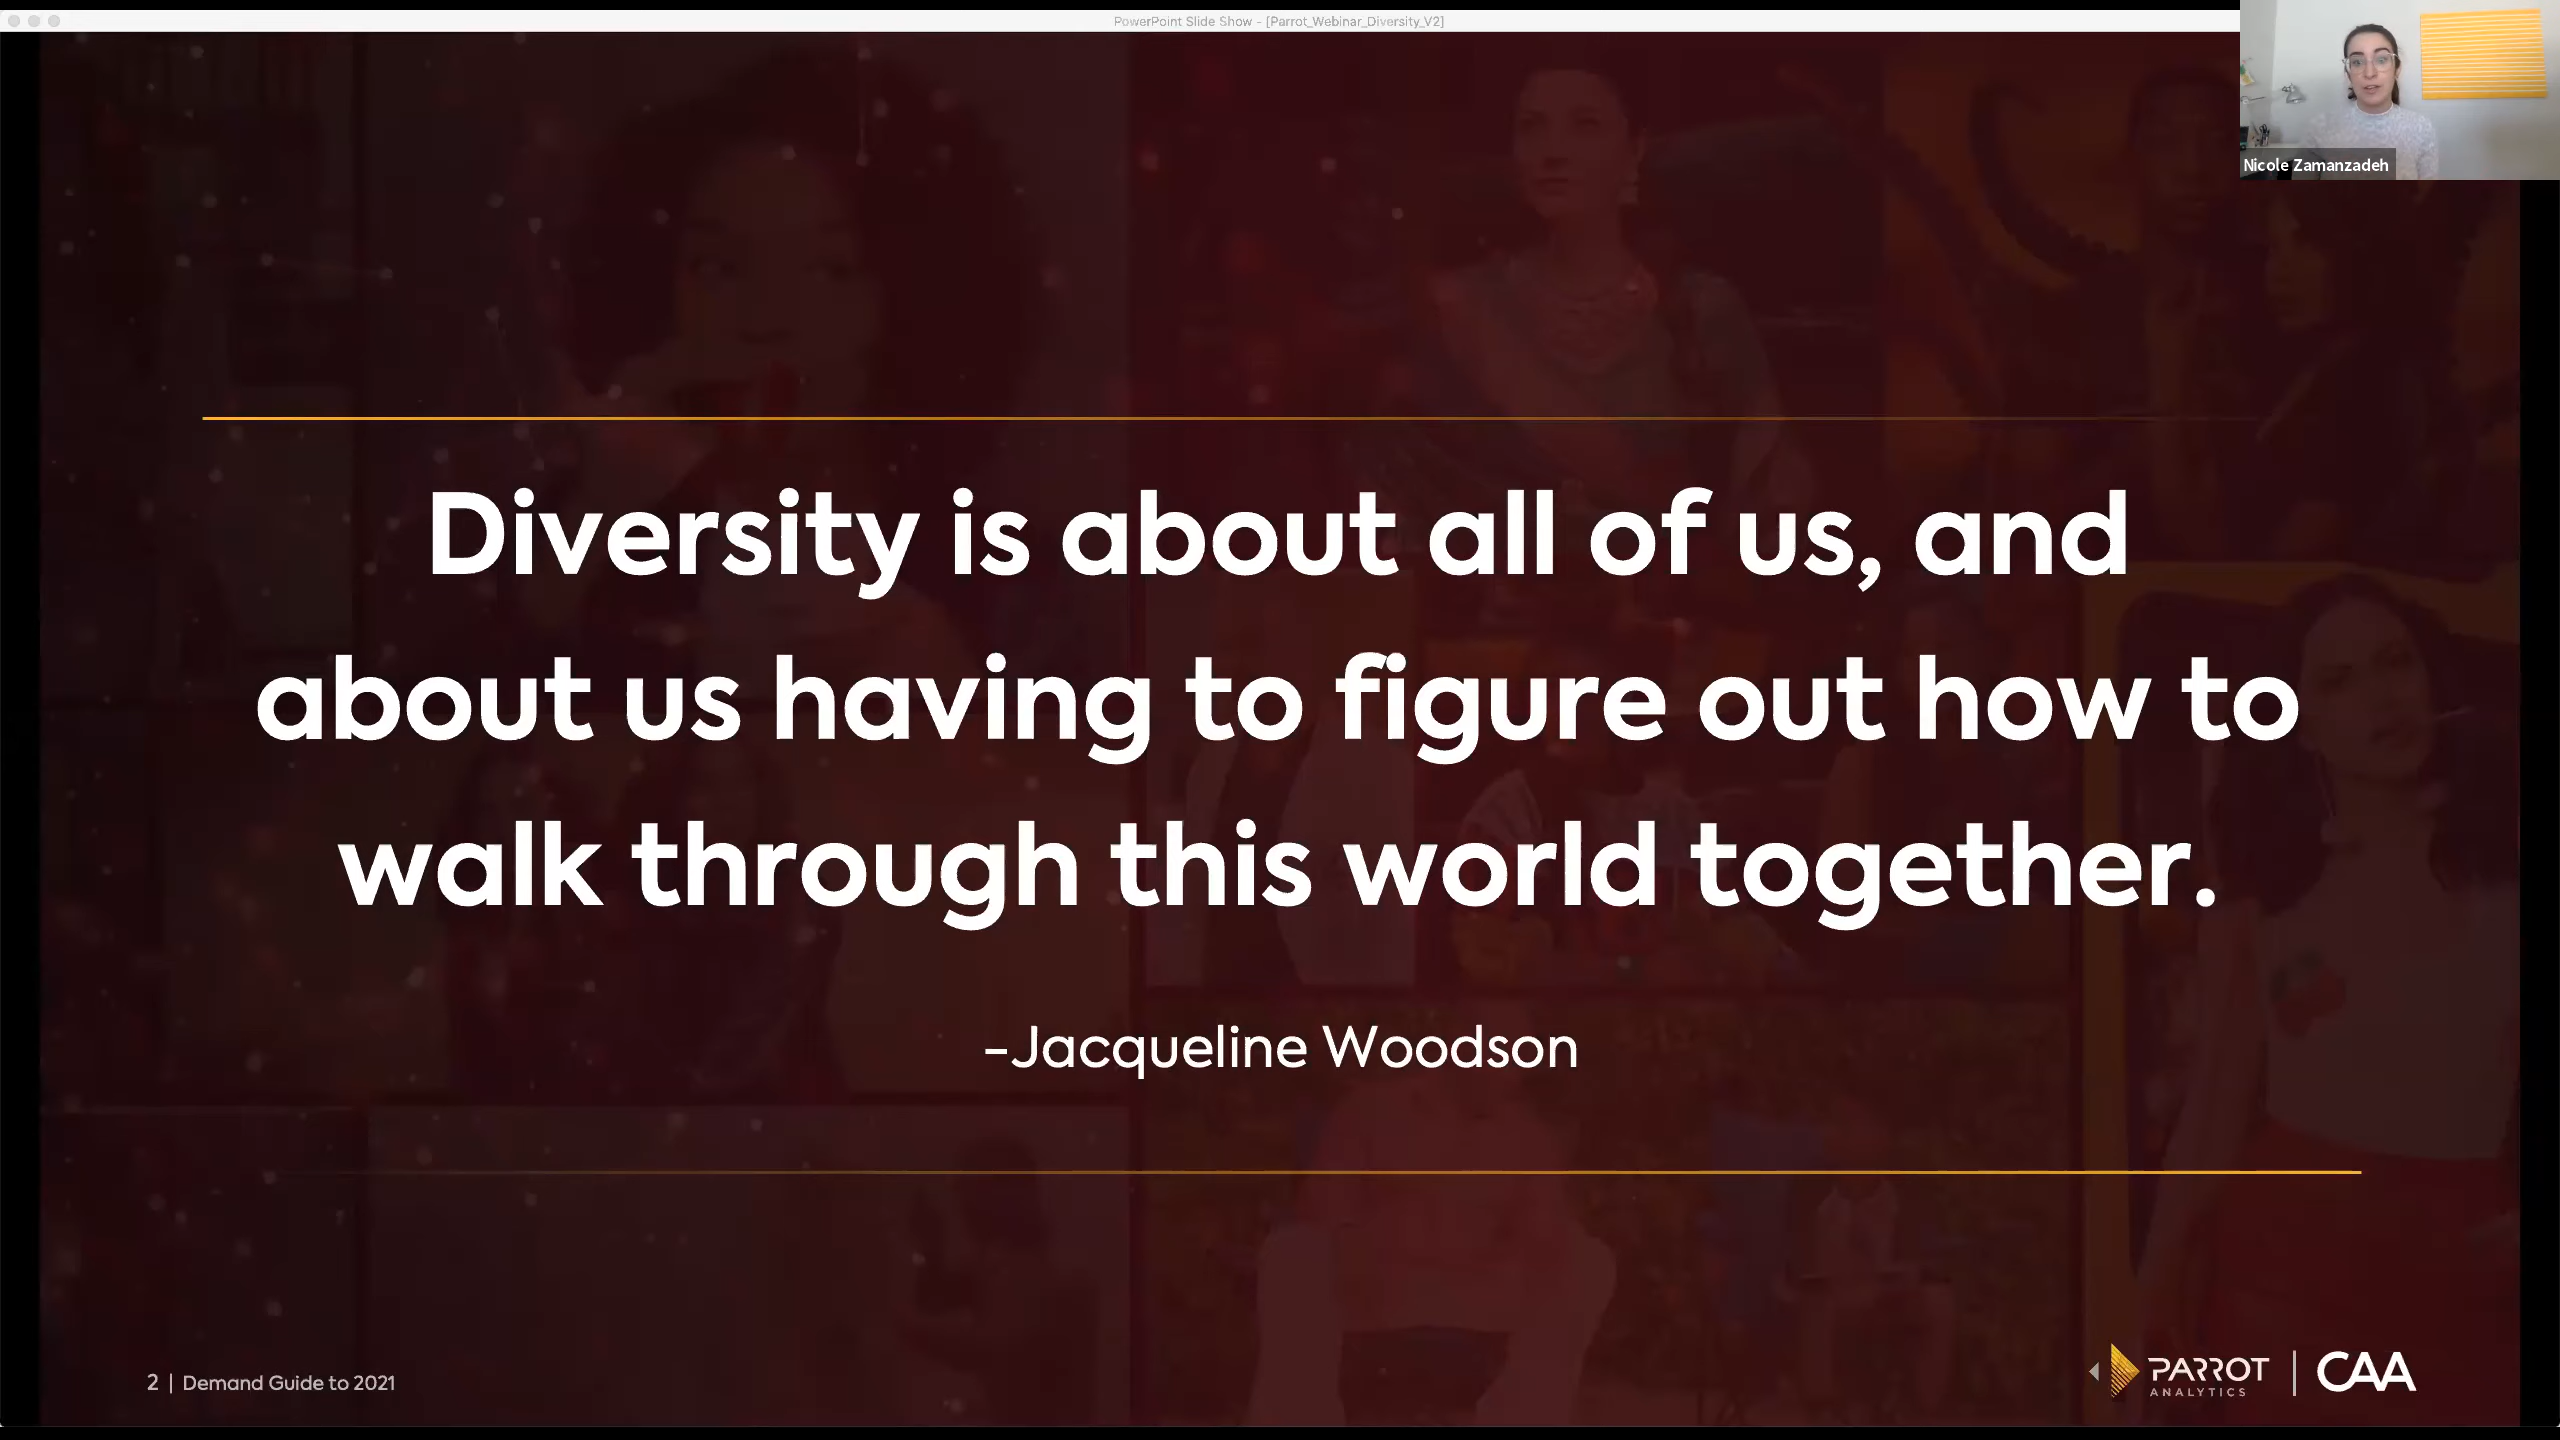 PowerPoint Slide Show - [Parrot_Webinar_Diversity_V2]
Nicole Zamanzadeh
Diversity is about all of us, and
about us having to figure out how to
walk through this world together.
-Jacqueline Woodson
2 | Demand Guide to 2021
PARROT
ANALYTICS
CAA